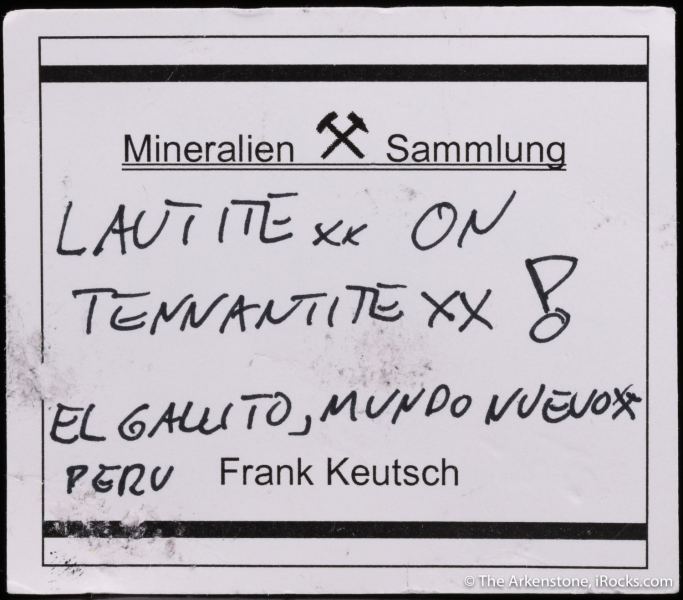 Mineralien Sammlung
LAUTITE xx ON
TENNANTITE XX !
EL GALLITO, MUNDO NUEVO
PERU Frank Keutsch
© The Arkenstone, iRocks.com